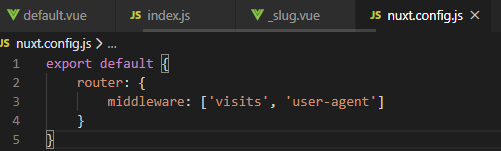 default.vue JS index.js _slug.vue JS nuxt.config.js
JS nuxt.config.js > ...
1 export default {
2 router: {
3 middleware: ['visits', 'user-agent']
4 }
5 }